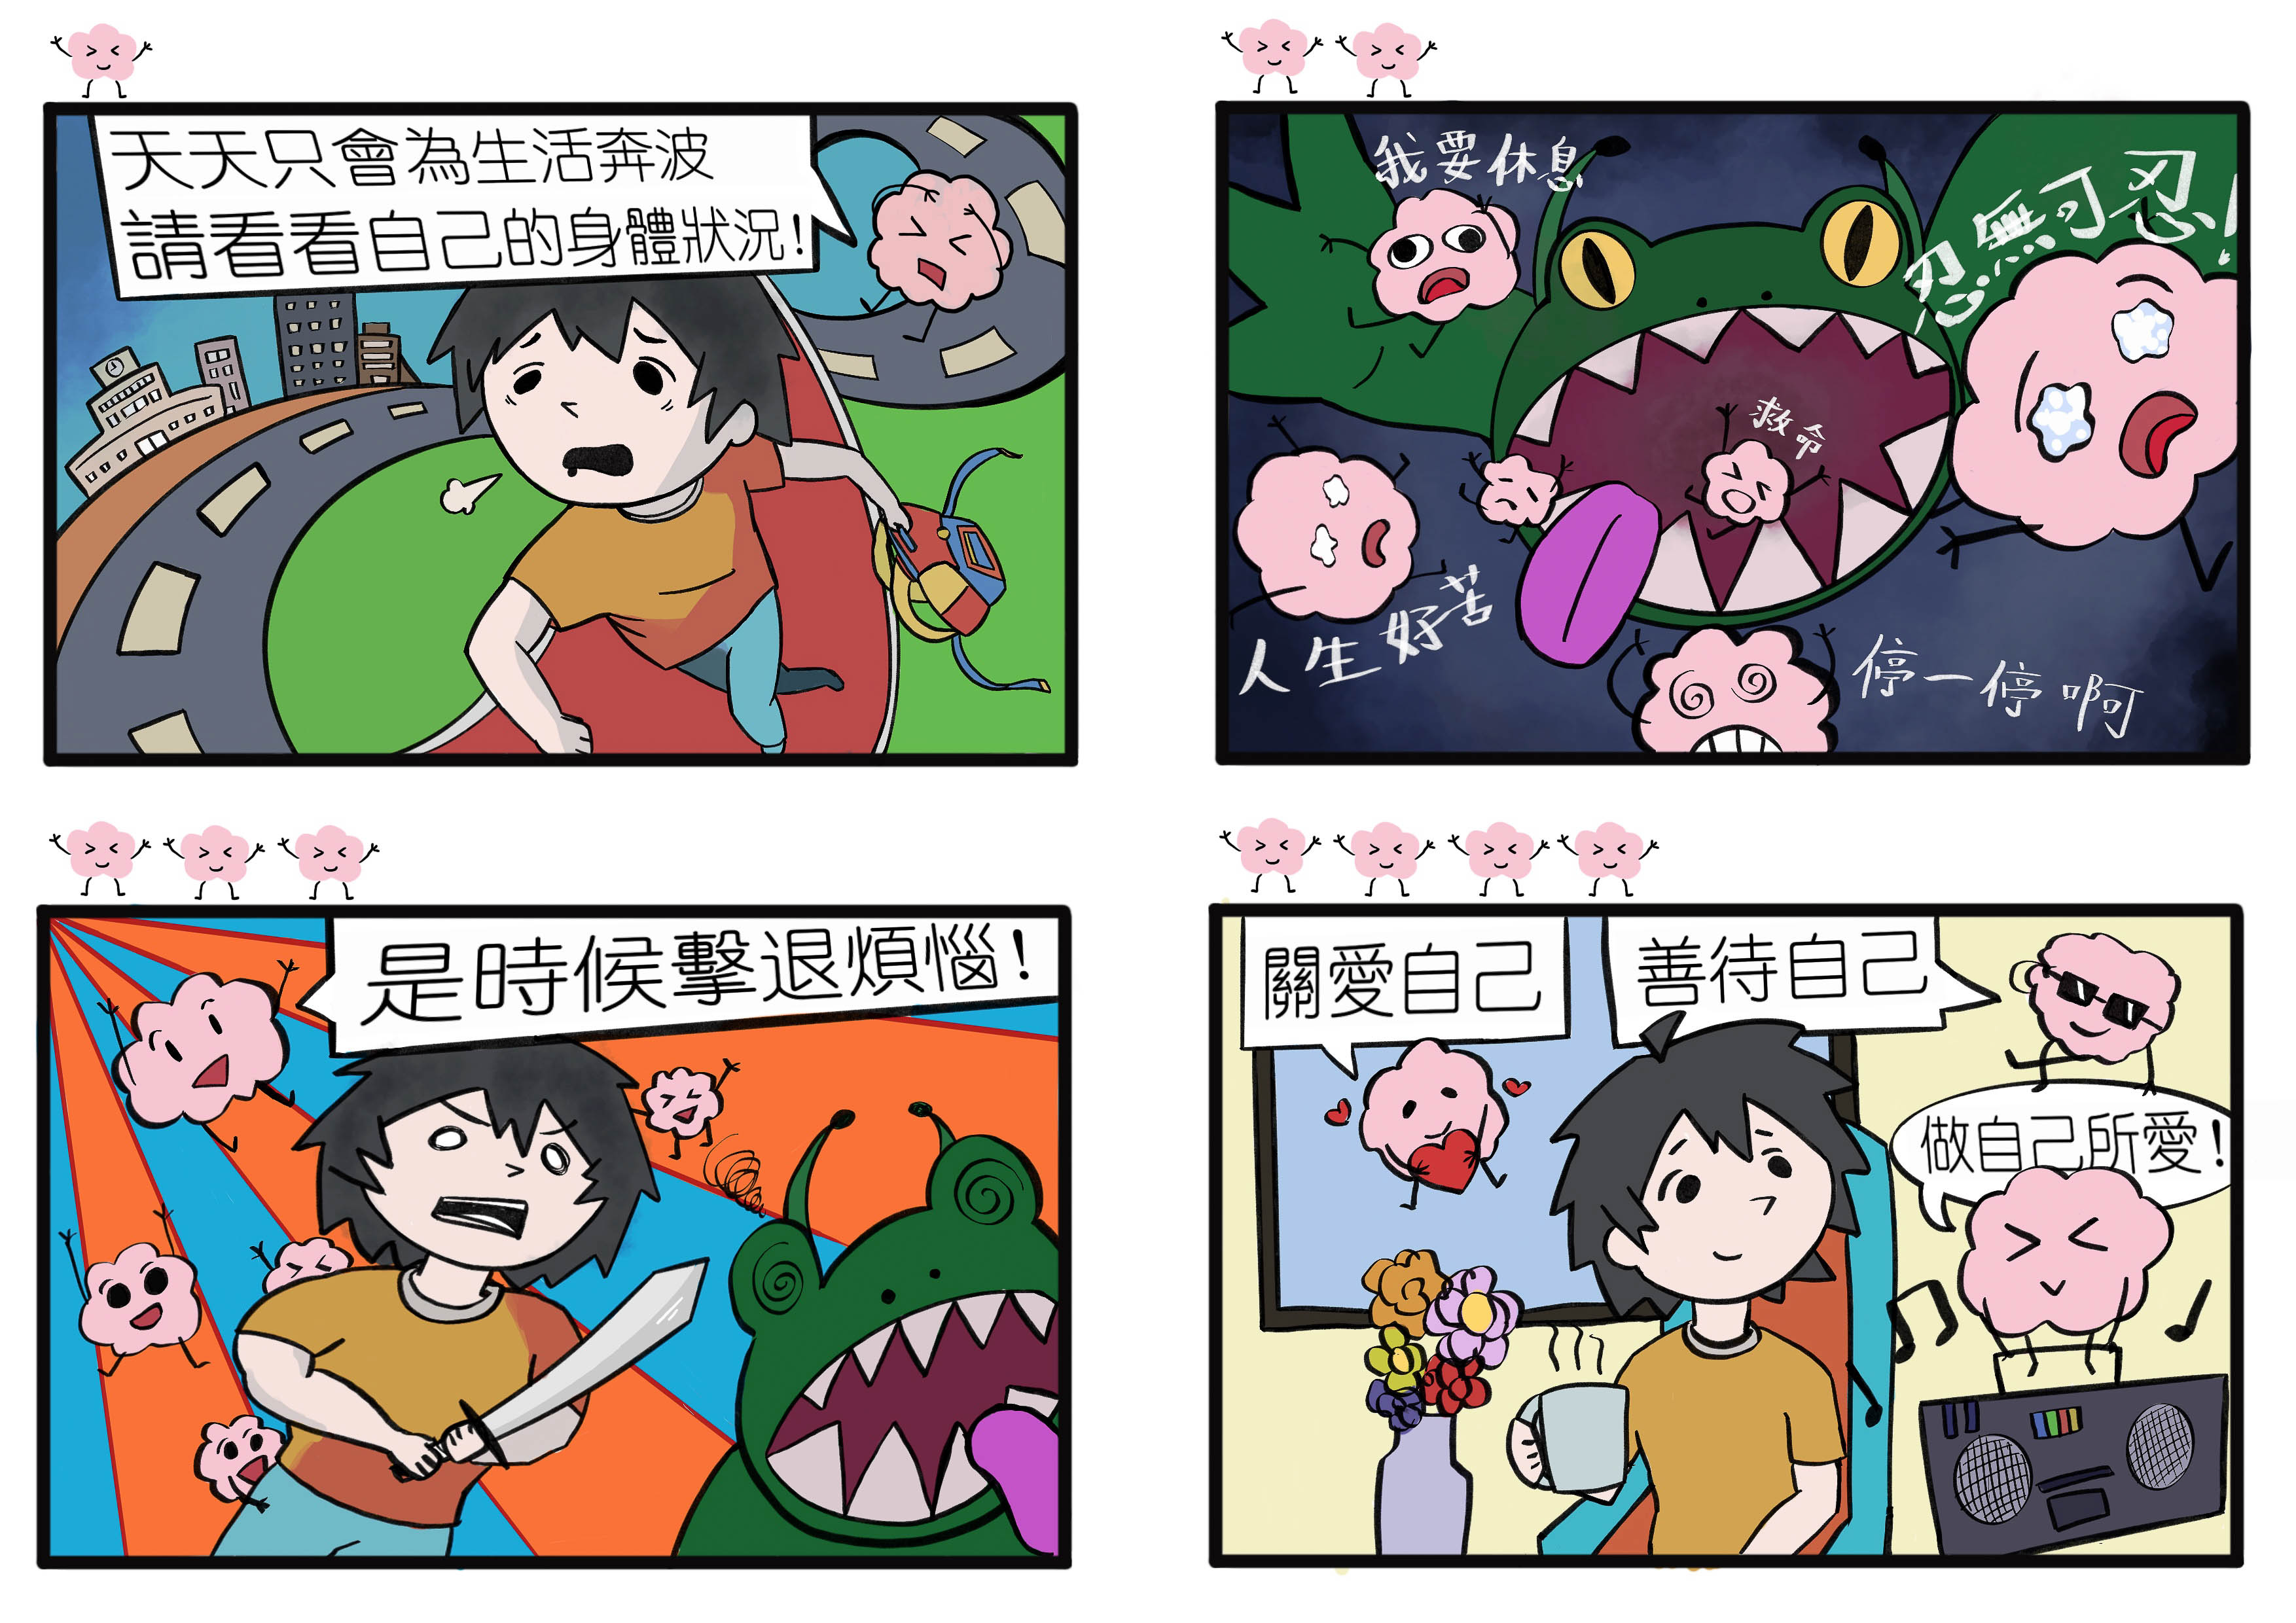 天天只會為生活奔波
請看看自己的身體狀況!
我要休息
忍無可忍!
救命
人生好苦
停一停啊
是時候擊退煩惱!
關愛自己
善待自己
做自己所愛!